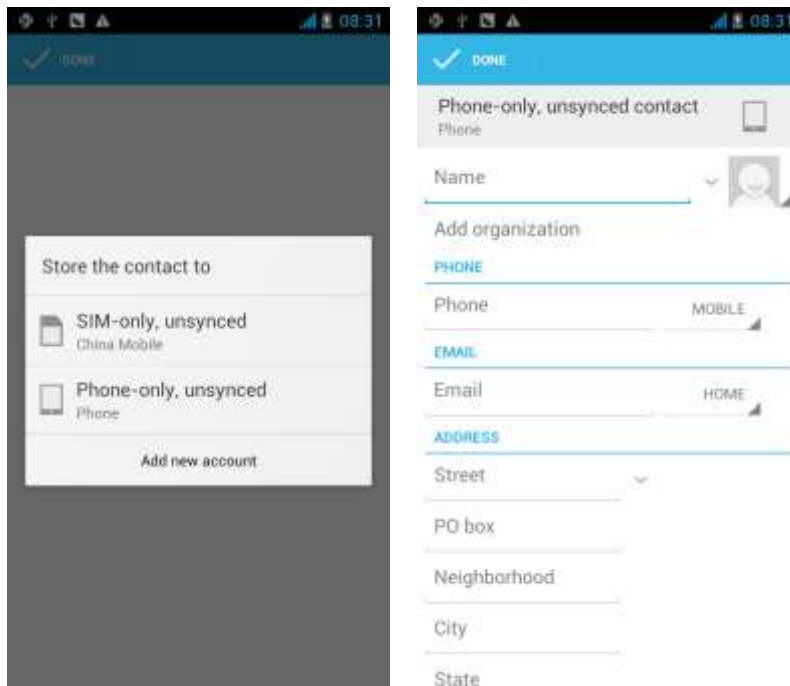 08:31
DONE
Store the contact to
SIM-only, unsynced
China Mobile
Phone-only, unsynced
Phone
Add new account
08:31
DONE
Phone-only, unsynced contact
Phone
Name
Add organization
PHONE
Phone
MOBILE
EMAIL
Email
HOME
ADDRESS
Street
PO box
Neighborhood
City
State